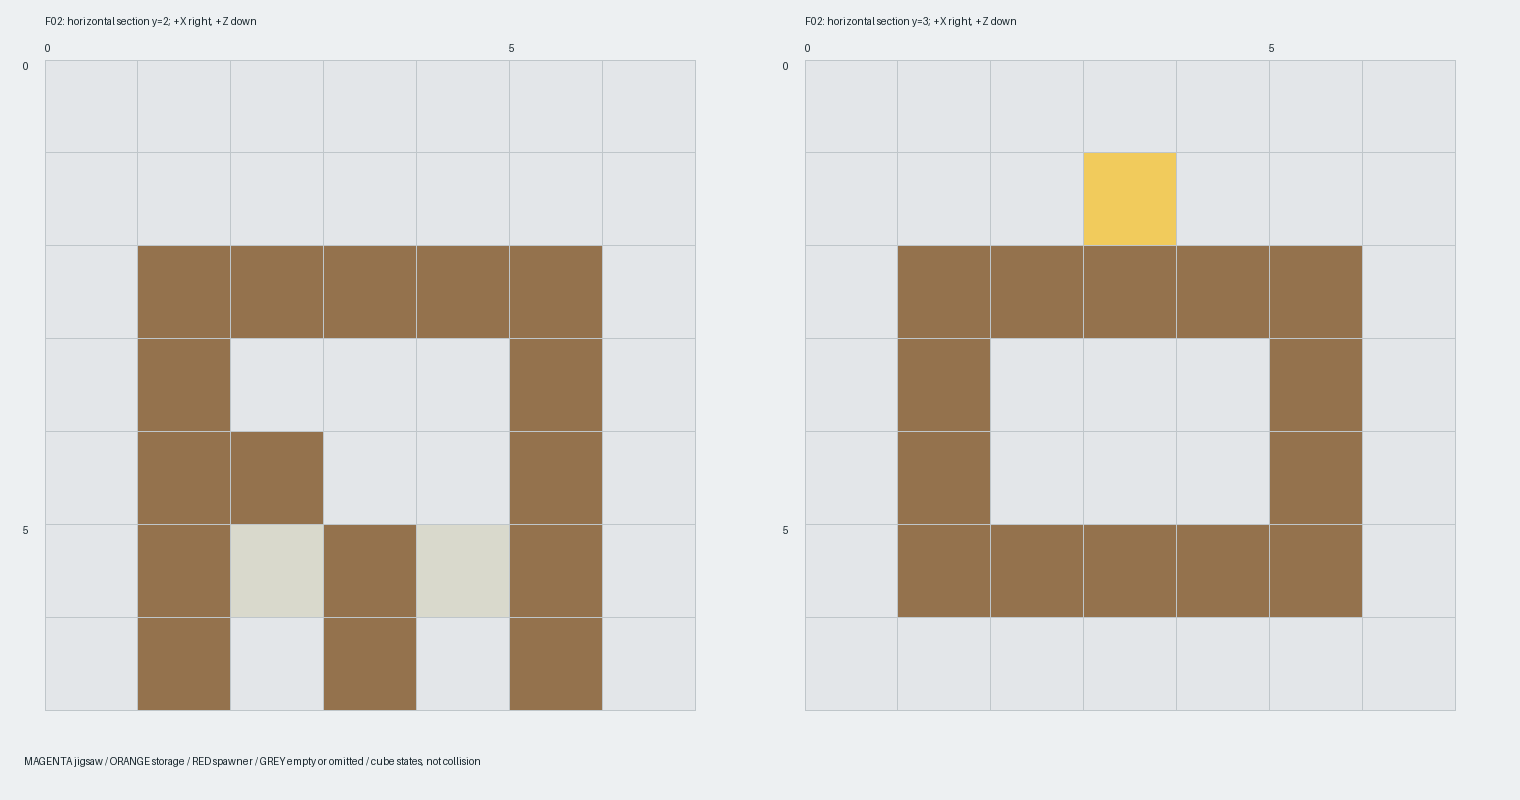 F02: horizontal section y=2; +X right, +Z down
F02: horizontal section y=3; +X right, +Z down
0 5
0 5
0
0
5
5
MAGENTA jigsaw / ORANGE storage / RED spawner / GREY empty or omitted / cube states, not collision